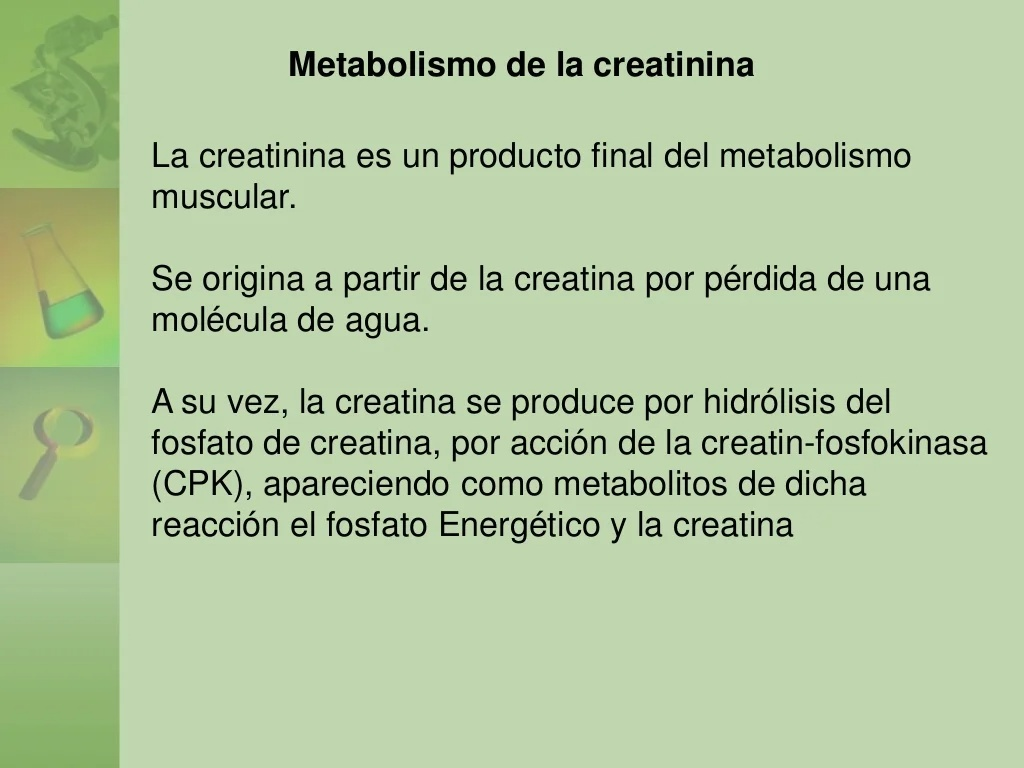 Metabolismo de la creatinina
La creatinina es un producto final del metabolismo
muscular.
Se origina a partir de la creatina por pérdida de una
molécula de agua.
A su vez, la creatina se produce por hidrólisis del
fosfato de creatina, por acción de la creatin-fosfokinasa
(CPK), apareciendo como metabolitos de dicha
reacción el fosfato Energético y la creatina